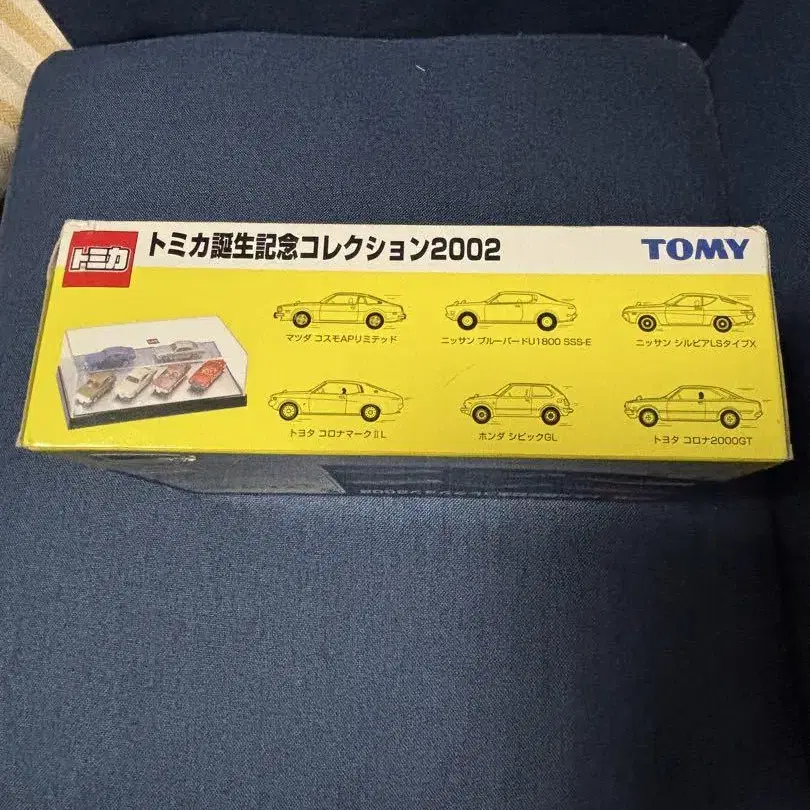 トミカ
トミカ誕生記念コレクション2002
TOMY
マツダ コスモAPリミテッド
ニッサン ブルーバードU1800 SSS-E
ニッサン シルビアLSタイプX
トヨタ コロナマークⅡL
ホンダ シビックGL
トヨタ コロナ2000GT